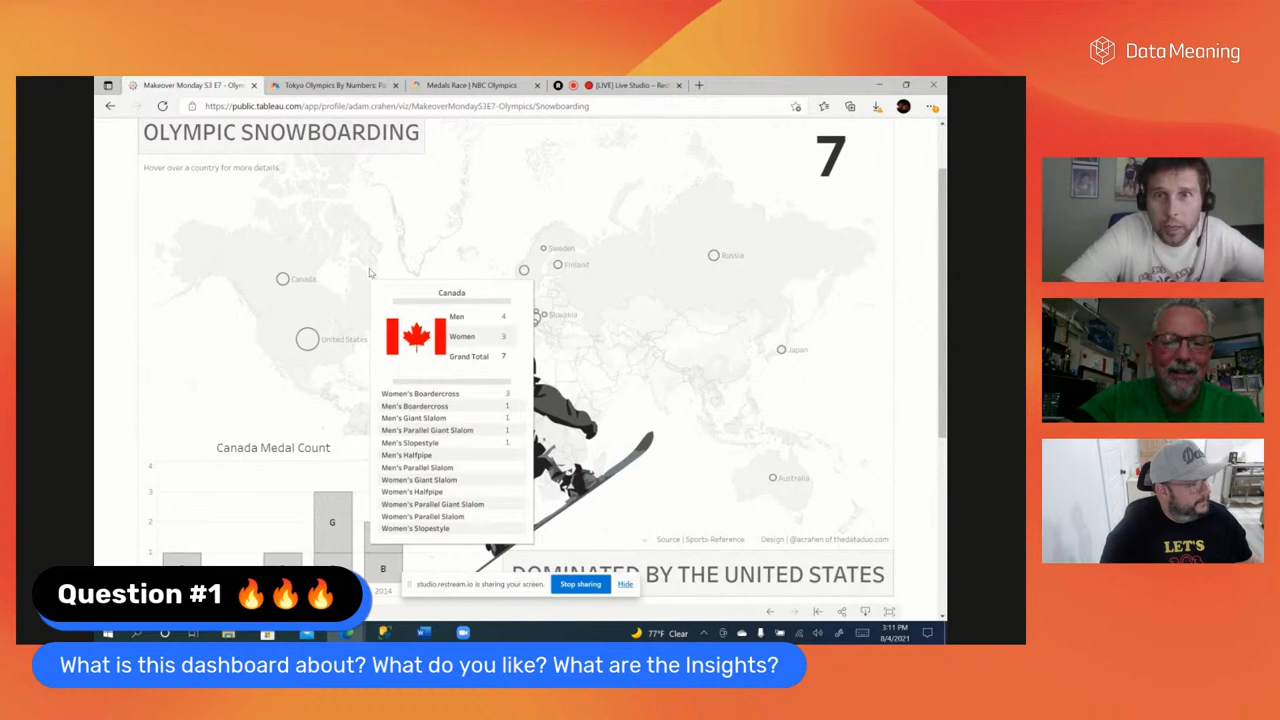 DataMeaning
Makeover Monday S3 E7 - Olym
Tokyo Olympics By Numbers: Pa
Medals Race | NBC Olympics
[LIVE] Live Studio – Rest
https://public.tableau.com/app/profile/adam.crahen/viz/MakeoverMondayS3E7-Olympics/Snowboarding
OLYMPIC SNOWBOARDING
Hover over a country for more details.
7
Sweden
Finland
Russia
Canada
Slovakia
United States
Japan
Australia
Canada
Men 4
Women 3
Grand Total 7
Women's Boardercross 3
Men's Boardercross 1
Men's Giant Slalom 1
Men's Parallel Giant Slalom 1
Men's Slopestyle 1
Men's Halfpipe
Men's Parallel Slalom
Women's Giant Slalom
Women's Halfpipe
Women's Parallel Giant Slalom
Women's Parallel Slalom
Women's Slopestyle
Canada Medal Count
4
3
2
1
G
B
2014
Source | Sports-Reference
Design | @acrahen of thedataduo.com
DOMINATED BY THE UNITED STATES
studio.restream.io is sharing your screen.
Stop sharing
Hide
77°F Clear
3:11 PM
8/4/2021
LET'S
Question #1
What is this dashboard about? What do you like? What are the Insights?